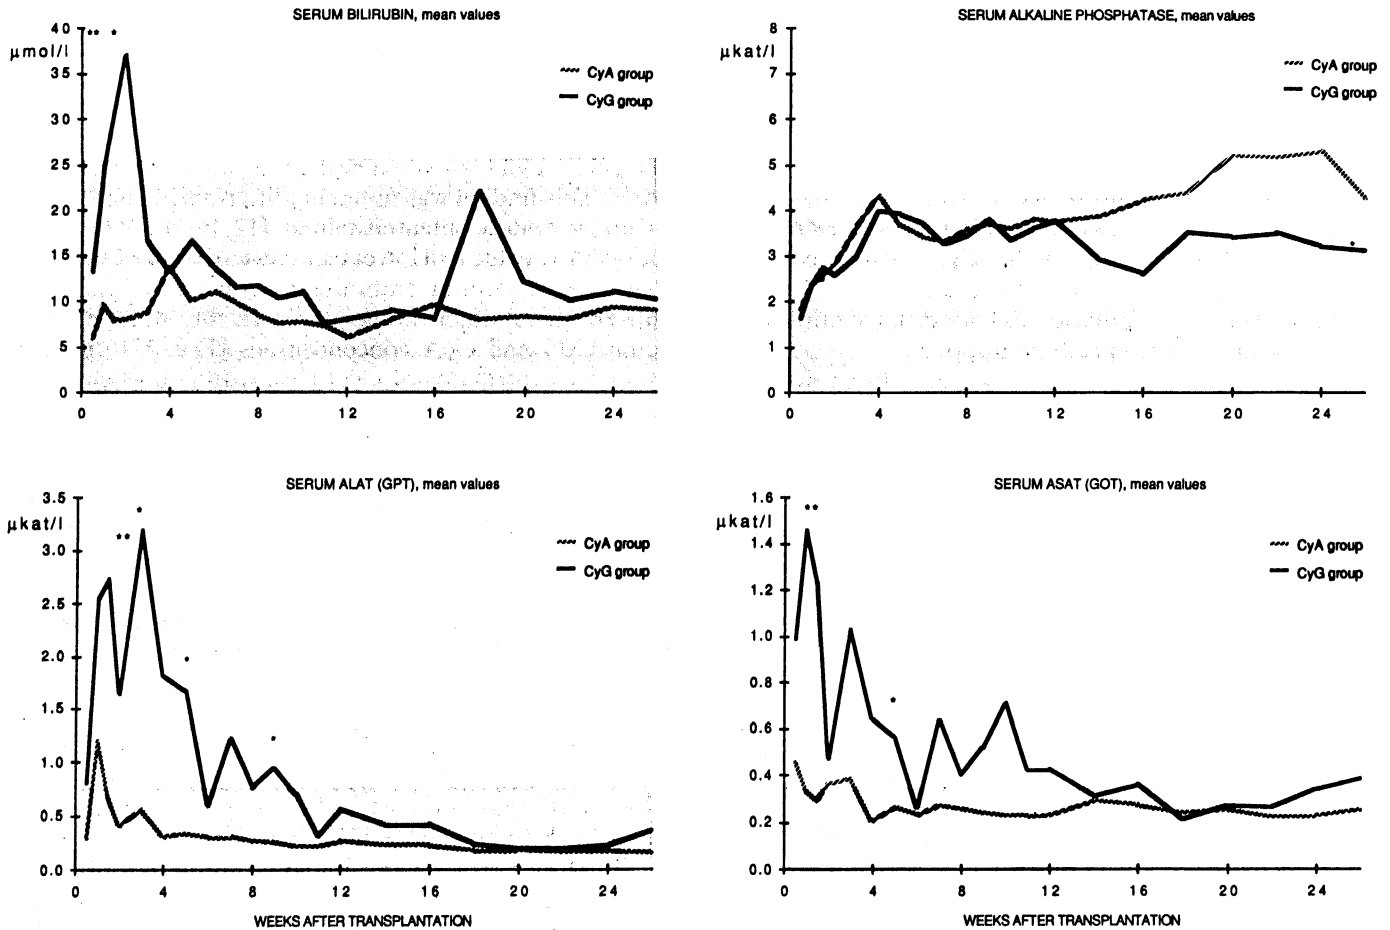 SERUM BILIRUBIN, mean values
40
μmol/l
35
30
25
20
15
10
5
0
0 4 8 12 16 20 24
** *
CyA group
CyG group
SERUM ALKALINE PHOSPHATASE, mean values
8
μkat/l
7
6
5
4
3
2
1
0
0 4 8 12 16 20 24
CyA group
CyG group
SERUM ALAT (GPT), mean values
3.5
μkat/l
3.0
2.5
2.0
1.5
1.0
0.5
0.0
0 4 8 12 16 20 24
** * * *
CyA group
CyG group
WEEKS AFTER TRANSPLANTATION
SERUM ASAT (GOT), mean values
1.6
μkat/l
1.4
1.2
1.0
0.8
0.6
0.4
0.2
0.0
0 4 8 12 16 20 24
** *
CyA group
CyG group
WEEKS AFTER TRANSPLANTATION